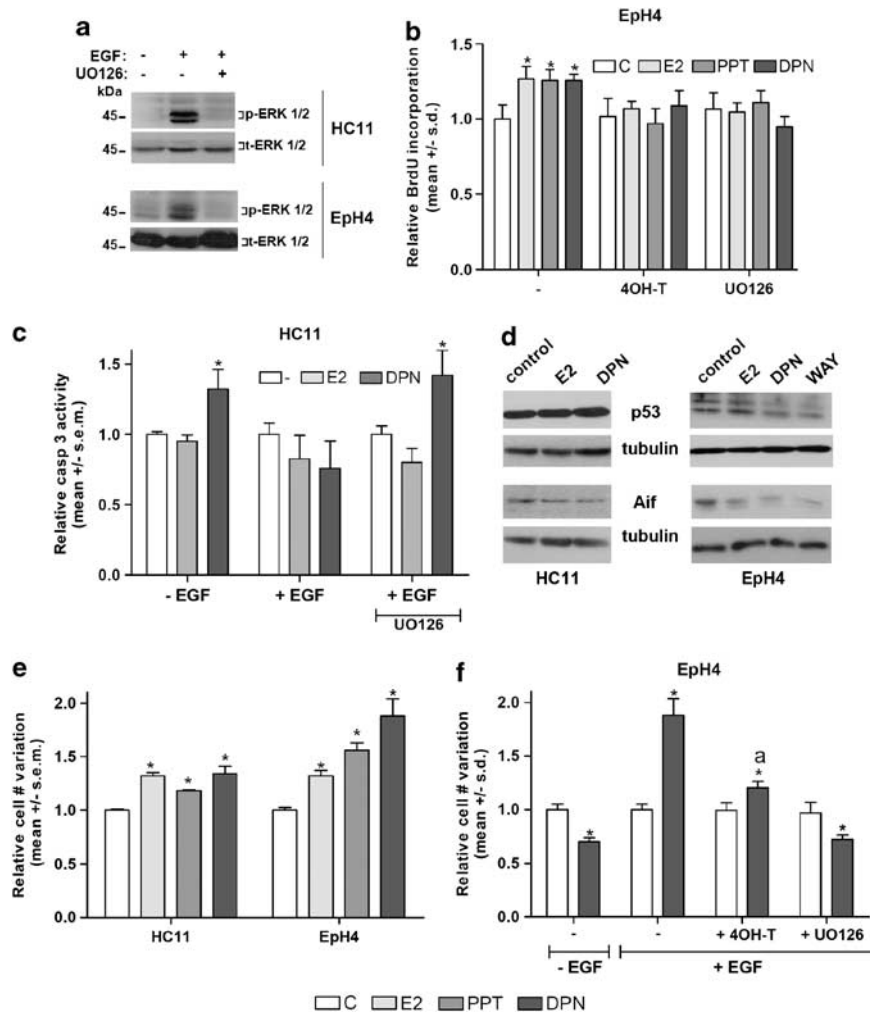 a
EGF: - + +
UO126: - - +
kDa
45 p-ERK 1/2
45 t-ERK 1/2
HC11
45 p-ERK 1/2
t-ERK 1/2
45
EpH4
b
EpH4
Relative BrdU incorporation
(mean +/- s.d.)
1.5
1.0
0.5
0.0
* * *
C E2 PPT DPN
- 4OH-T UO126
c
HC11
Relative casp 3 activity
(mean +/- s.e.m.)
1.5
1.0
0.5
0.0
- E2 DPN
* *
- EGF + EGF + EGF
UO126
d
control E2 DPN
control E2 DPN WAY
p53
tubulin
Aif
tubulin
HC11 EpH4
e
Relative cell # variation
(mean +/- s.e.m.)
2.0
1.5
1.0
0.5
0.0
* * * * * *
HC11 EpH4
f
EpH4
Relative cell # variation
(mean +/- s.d.)
2.0
1.5
1.0
0.5
0.0
* * a * *
- - + 4OH-T + UO126
- EGF + EGF
C E2 PPT DPN